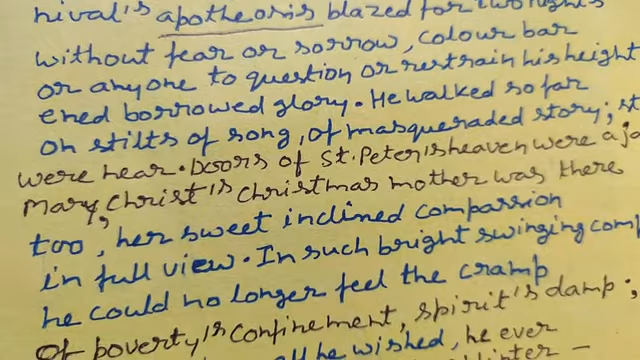 nival's apotheosis blazed for two nights
without fear or sorrow, colour bar
or anyone to question or restrain his height
ened borrowed glory. He walked so far
on stilts of song, of masqueraded story; st
were near. Doors of St. Peter's heaven were aja
Mary, Christ's Christmas mother was there
too, her sweet inclined compassion
in full view. In such bright swinging comp
he could no longer feel the cramp
of poverty's confinement, spirit's damp;
all he wished, he ever